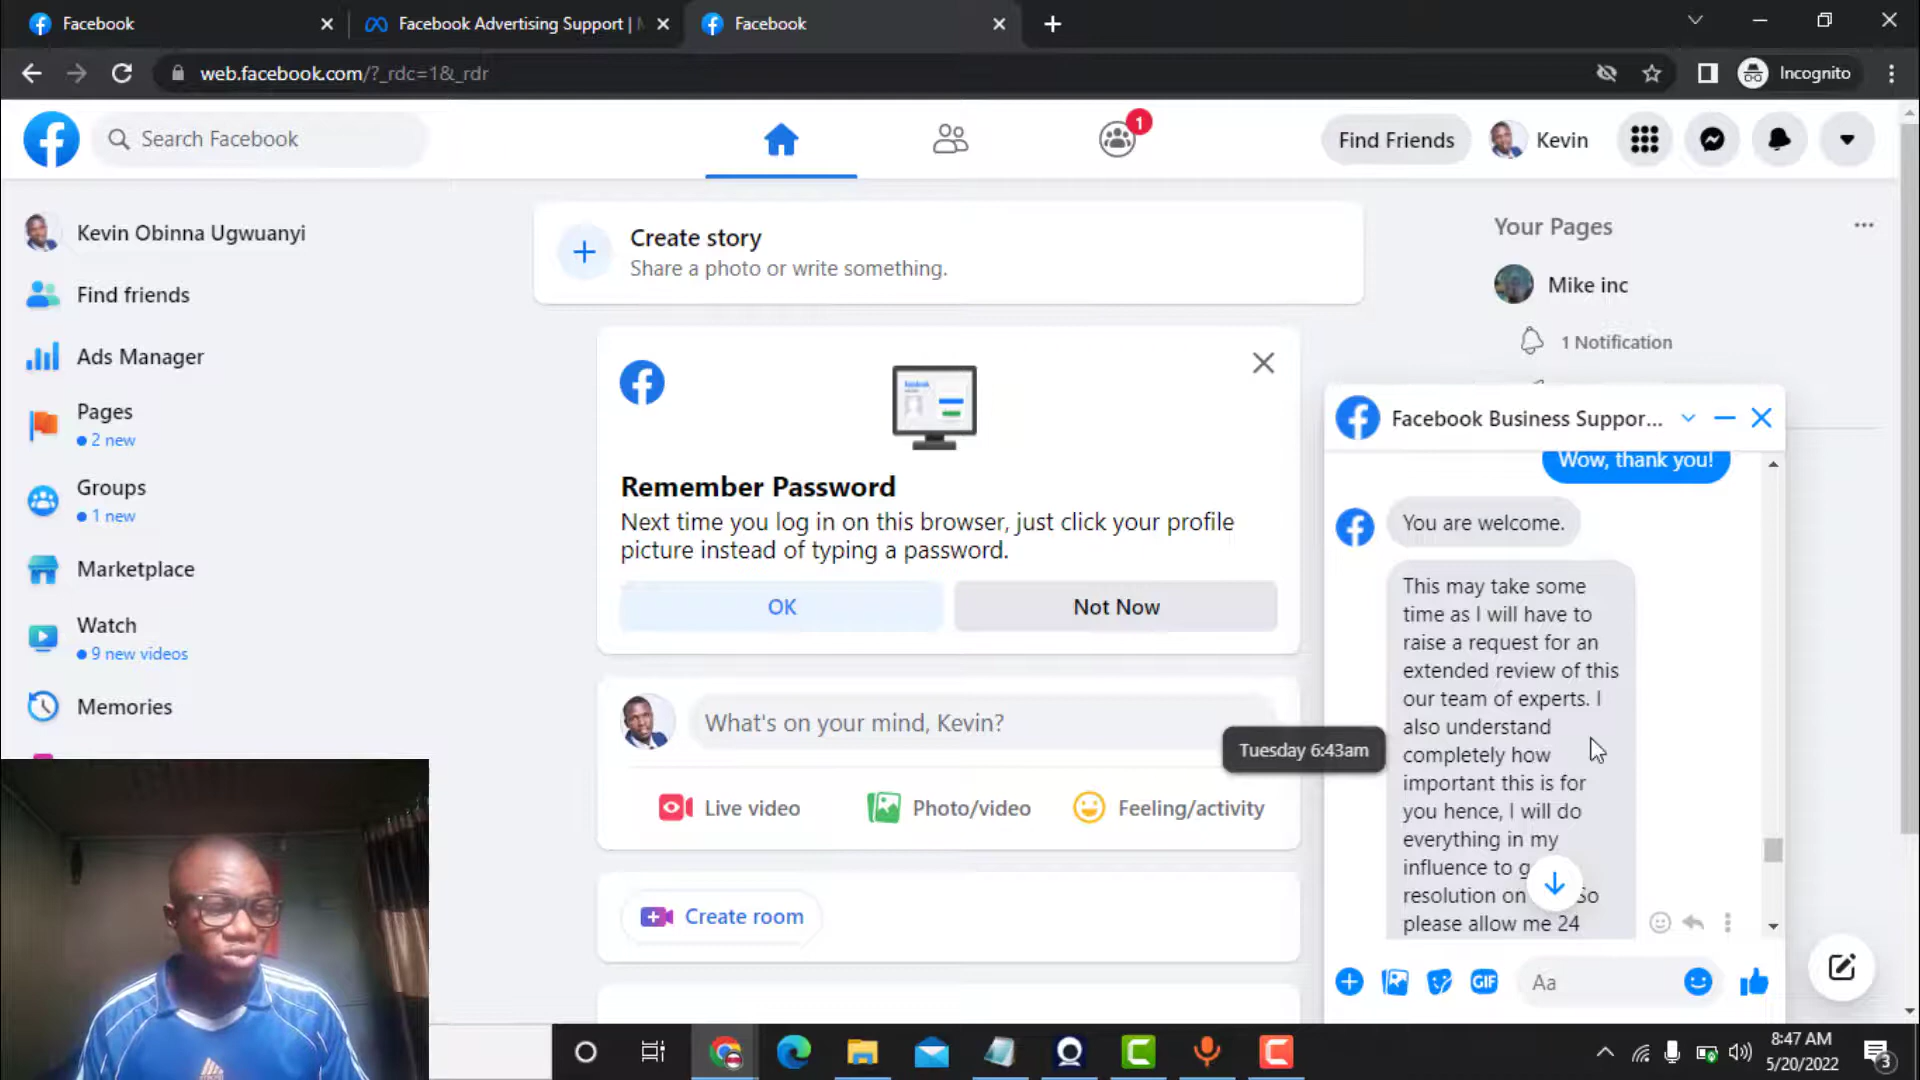 Facebook
Facebook Advertising Support |
Facebook
web.facebook.com/?_rdc=1&_rdr
Incognito
Search Facebook
1
Find Friends
Kevin
Kevin Obinna Ugwuanyi
Find friends
Ads Manager
Pages
2 new
Groups
1 new
Marketplace
Watch
9 new videos
Memories
Create story
Share a photo or write something.
Remember Password
Next time you log in on this browser, just click your profile
picture instead of typing a password.
OK
Not Now
What's on your mind, Kevin?
Live video
Photo/video
Feeling/activity
Create room
Your Pages
Mike inc
1 Notification
Facebook Business Suppor...
Wow, thank you!
You are welcome.
This may take some
time as I will have to
raise a request for an
extended review of this
our team of experts. I
also understand
completely how
important this is for
you hence, I will do
everything in my
influence to g
resolution on So
please allow me 24
Tuesday 6:43am
GIF
Aa
8:47 AM
5/20/2022
3